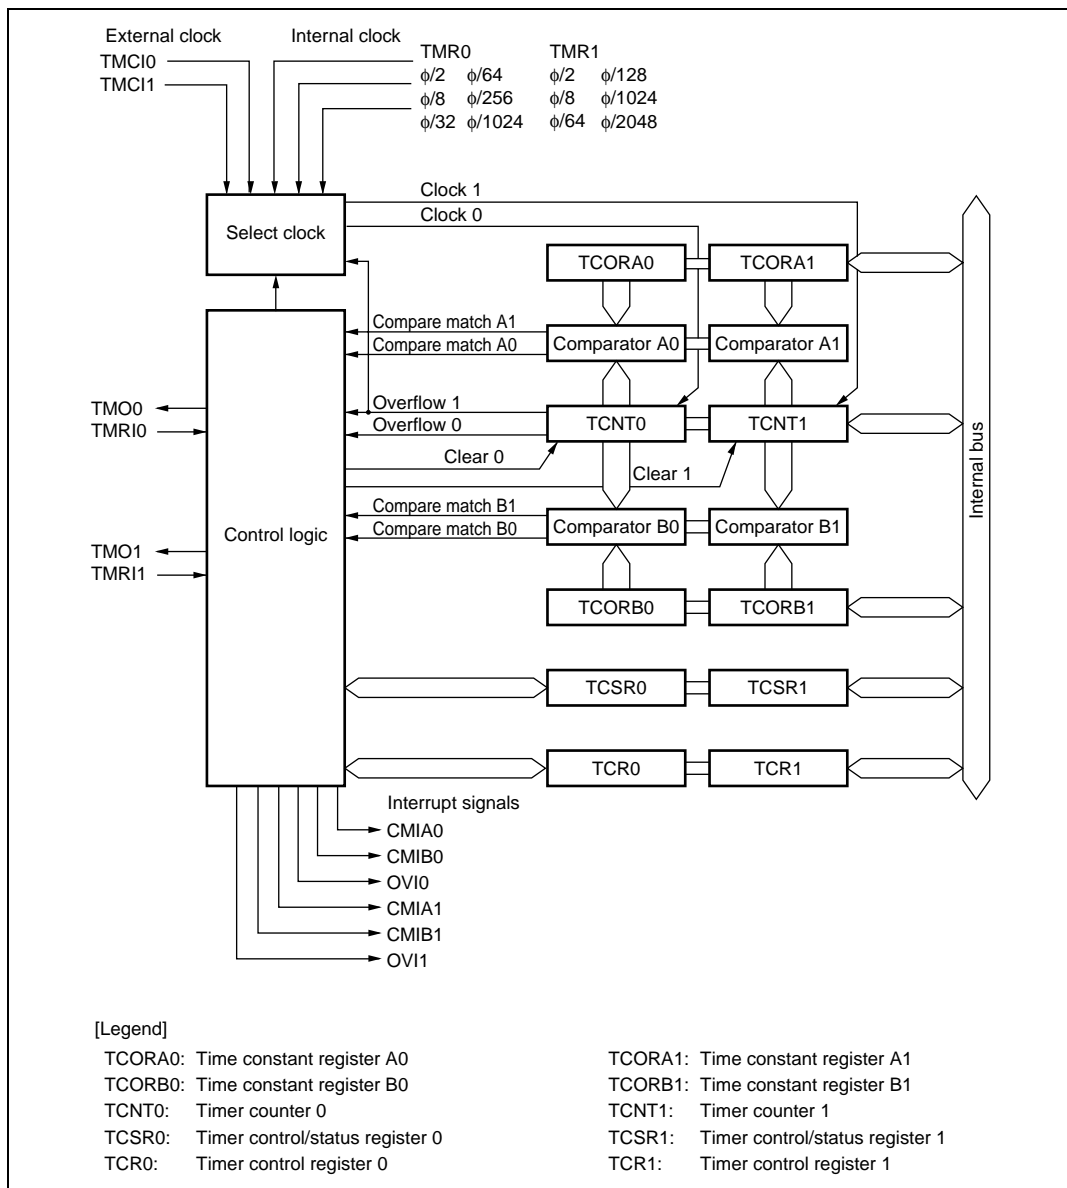 External clock Internal clock
TMCI0
TMCI1
TMR0 TMR1
ϕ/2 ϕ/64 ϕ/2 ϕ/128
ϕ/8 ϕ/256 ϕ/8 ϕ/1024
ϕ/32 ϕ/1024 ϕ/64 ϕ/2048
Clock 1
Clock 0
Select clock
TCORA0 TCORA1
Compare match A1
Compare match A0
Comparator A0 Comparator A1
TMO0
TMRI0
Overflow 1
Overflow 0
TCNT0 TCNT1
Clear 0
Clear 1
Internal bus
Compare match B1
Compare match B0
Comparator B0 Comparator B1
Control logic
TMO1
TMRI1
TCORB0 TCORB1
TCSR0 TCSR1
TCR0 TCR1
Interrupt signals
CMIA0
CMIB0
OVI0
CMIA1
CMIB1
OVI1
[Legend]
TCORA0: Time constant register A0 TCORA1: Time constant register A1
TCORB0: Time constant register B0 TCORB1: Time constant register B1
TCNT0: Timer counter 0 TCNT1: Timer counter 1
TCSR0: Timer control/status register 0 TCSR1: Timer control/status register 1
TCR0: Timer control register 0 TCR1: Timer control register 1